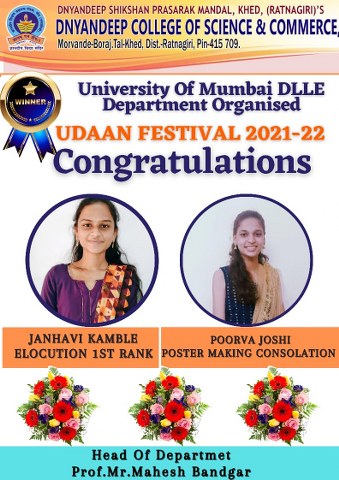 DNYANDEEP SHIKSHAN PRASARAK MANDAL, KHED, (RATNAGIRI)'S
DNYANDEEP COLLEGE OF SCIENCE & COMMERCE,
Morvande-Boraj.Tal-Khed, Dist.-Ratnagiri, Pin-415 709.
WINNER
University Of Mumbai DLLE
Department Organised
UDAAN FESTIVAL 2021-22
Congratulations
JANHAVI KAMBLE
ELOCUTION 1ST RANK
POORVA JOSHI
POSTER MAKING CONSOLATION
Head Of Departmet
Prof.Mr.Mahesh Bandgar